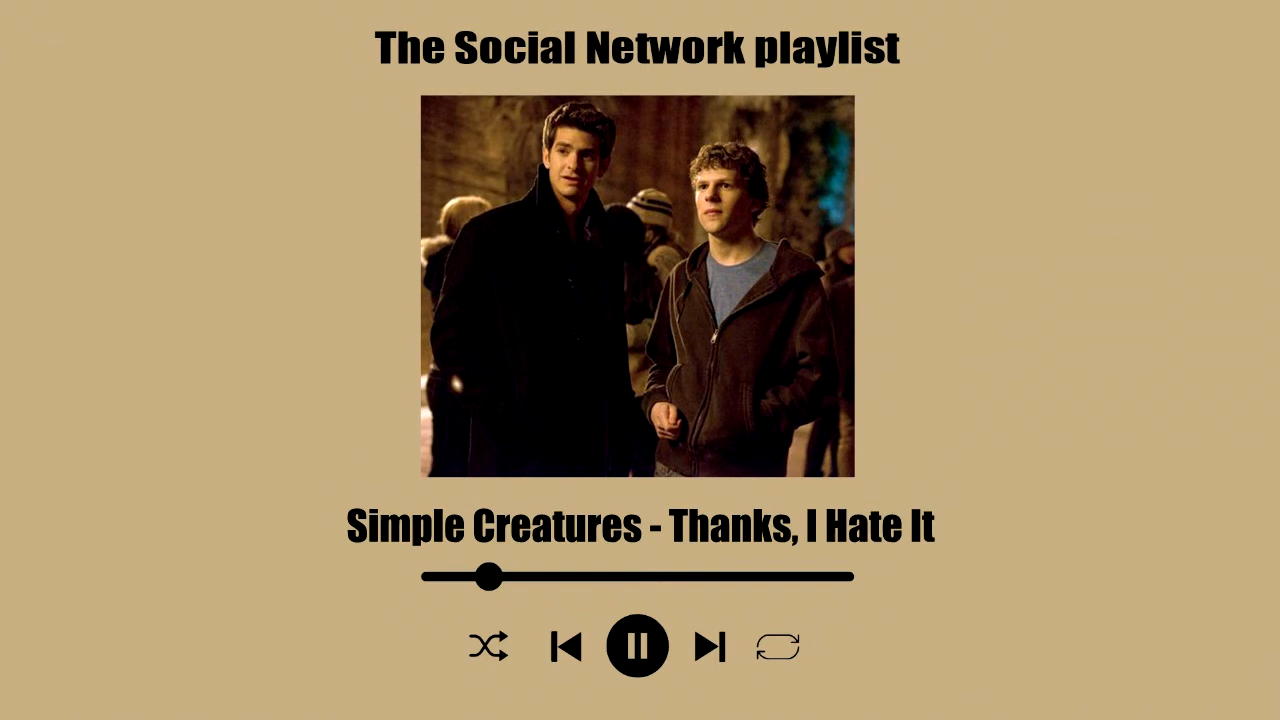 The Social Network playlist
Simple Creatures - Thanks, I Hate It